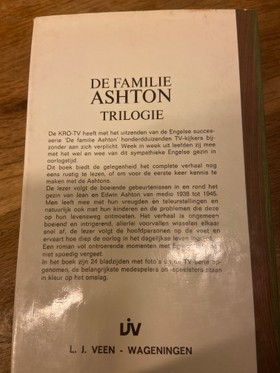 DE FAMILIE
ASHTON
TRILOGIE
De KRO-TV heeft met het uitzenden van de Engelse succes-
serie 'De familie Ashton' honderdduizenden TV-kijkers bij-
zonder aan zich verplicht. Week in week uit leefden zij mee
met het wel en wee van dit sympathieke Engelse gezin in
oorlogstijd.
Dit boek biedt de gelegenheid het complete verhaal nog
eens rustig te lezen, of om voor de eerste keer kennis te
maken met de Ashtons.
De lezer volgt de boeiende gebeurtenissen in en rond het
gezin van Jean en Edwin Ashton van medio 1938 tot 1945.
Men leeft mee met hun vreugden en teleurstellingen en
natuurlijk ook met hun kinderen en de problemen die deze
op hun levensweg ontmoeten. Het verhaal is ongemeen
boeiend en intrigerend, allerlei voorvallen wisselen elkaar
snel af, de lezer volgt de hoofdpersonen op de voet en
ervaart hoe diep de oorlog in het dagelijkse leven ingrijpt.
Een roman vol ontroerende momenten met
niet spoedig vergeet.
In het boek zijn 24 bladzijden met foto's de TV-serie op-
genomen, de belangrijkste medespelers en -speelsters staan
in kleur op het omslag.
LJV
L. J. VEEN - WAGENINGEN